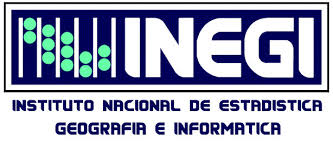 INEGI
INSTITUTO NACIONAL DE ESTADISTICA
GEOGRAFIA E INFORMATICA